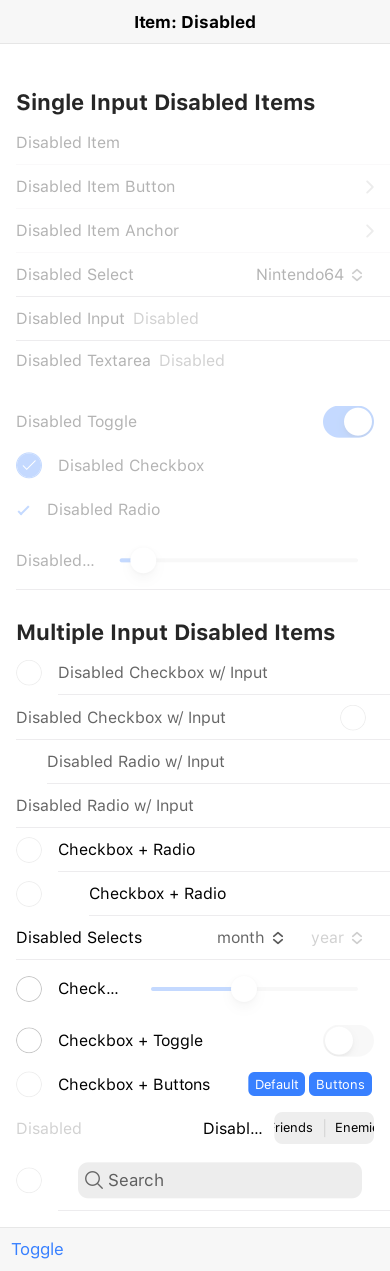 Item: Disabled
Single Input Disabled Items
Disabled Item
Disabled Item Button
Disabled Item Anchor
Disabled Select Nintendo64
Disabled Input Disabled
Disabled Textarea Disabled
Disabled Toggle
Disabled Checkbox
Disabled Radio
Disabled...
Multiple Input Disabled Items
Disabled Checkbox w/ Input
Disabled Checkbox w/ Input
Disabled Radio w/ Input
Disabled Radio w/ Input
Checkbox + Radio
Checkbox + Radio
Disabled Selects month year
Check...
Checkbox + Toggle
Checkbox + Buttons Default Buttons
Disabled Disabl... riends Enemie
Search
Toggle